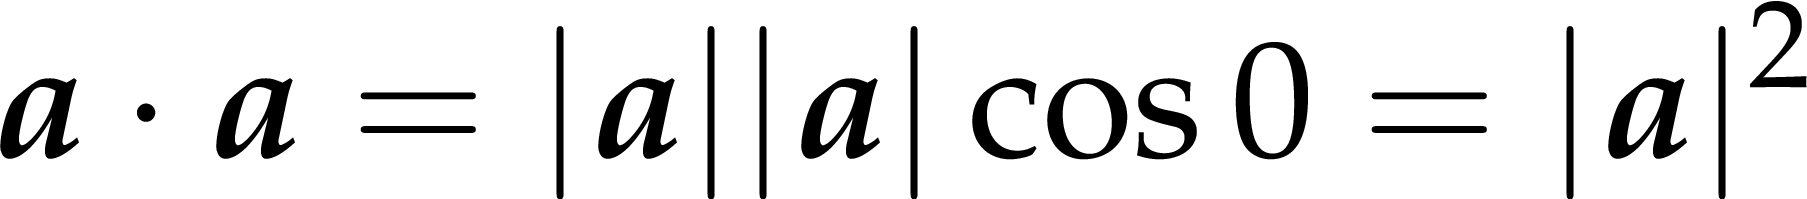 a · a = |a||a| cos 0 = |a|²